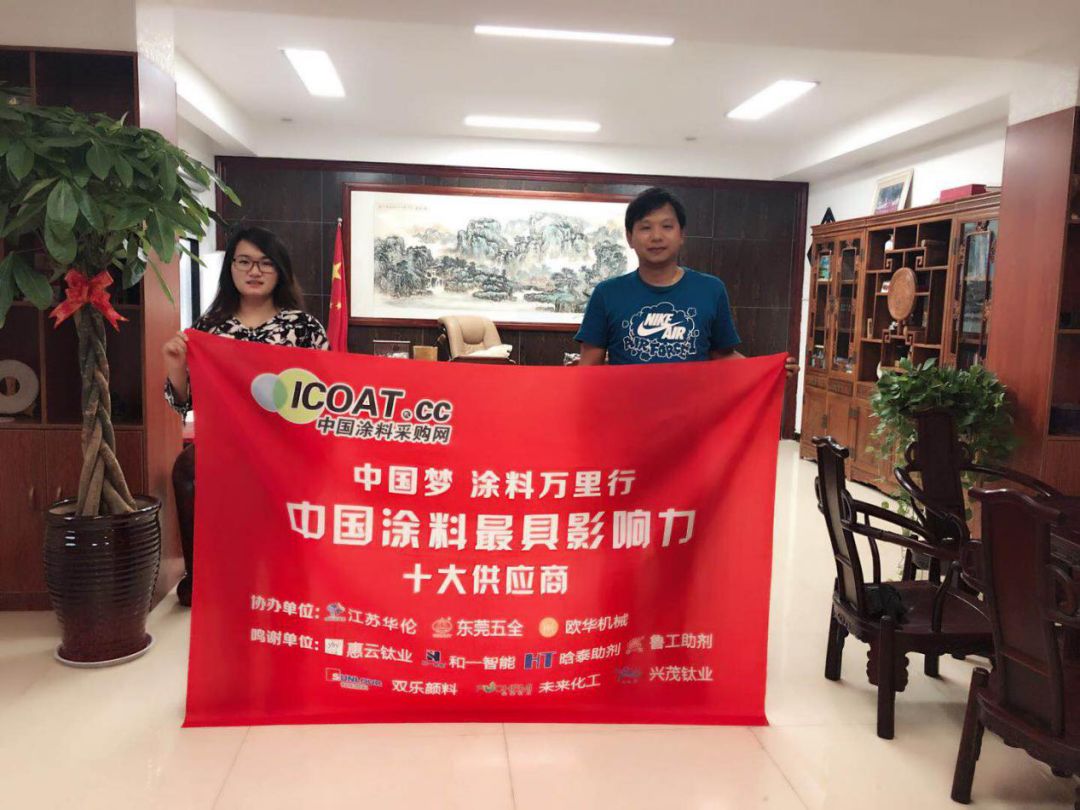 ICOAT.cc
中国涂料采购网
中国梦 涂料万里行
中国涂料最具影响力
十大供应商
协办单位: 江苏华伦 东莞五全 欧华机械
鸣谢单位: 惠云钛业 和一智能 HT 晗泰助剂 鲁工助剂
SUNLOUR 双乐颜料 未来化工 兴茂钛业
NIKE
AIR
AIR FORCE